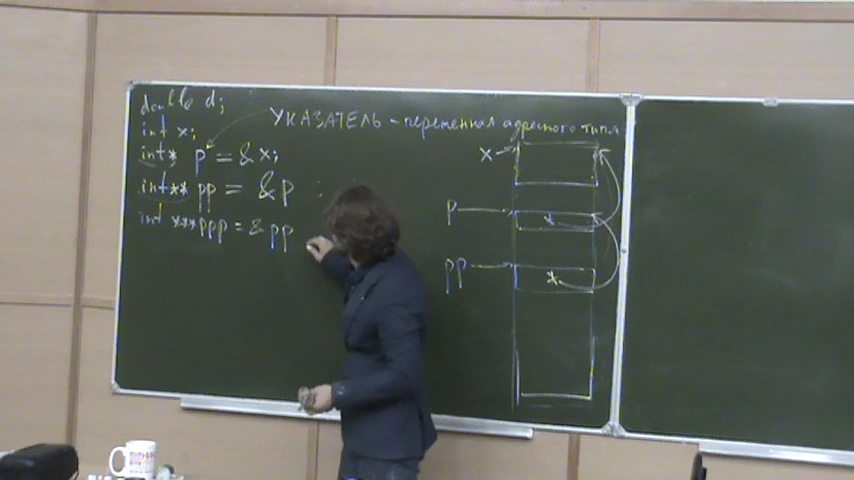 double d;
УКАЗАТЕЛЬ - переменная адресного типа
int x;
int* p = &x;
int** pp = &p ;
int ***ppp = &pp
x
p
*
pp
*